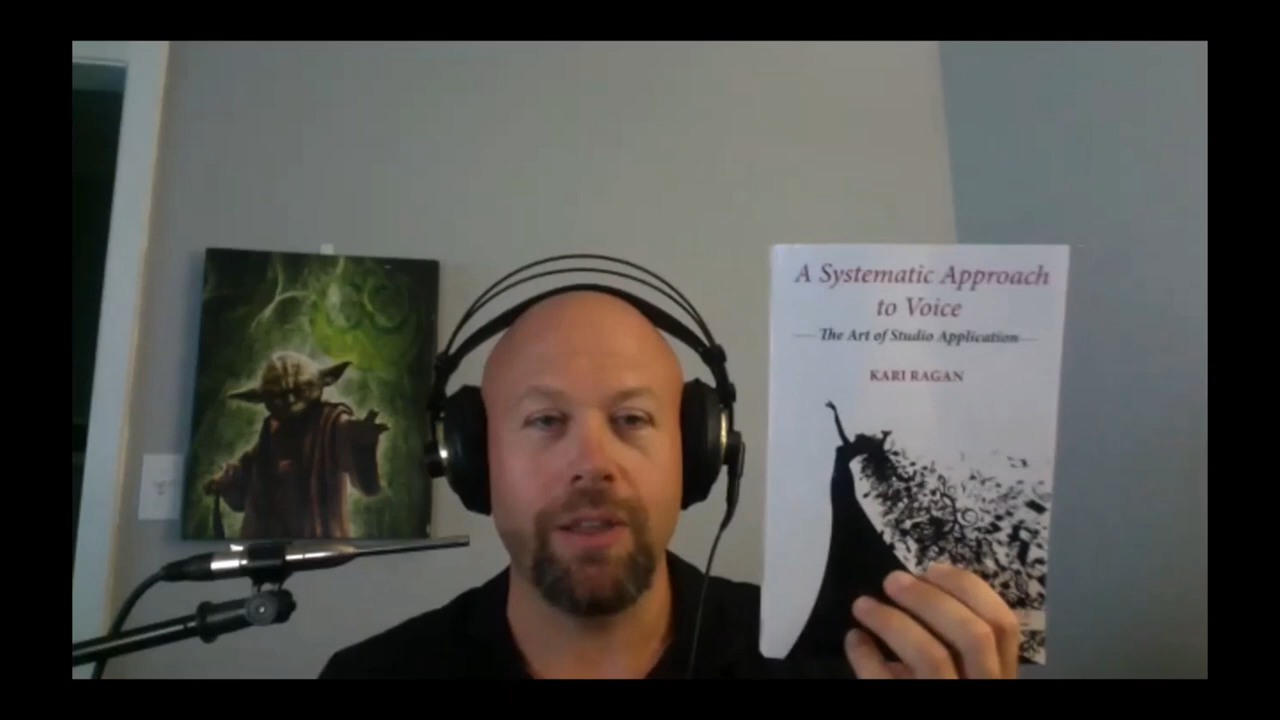 A Systematic Approach
to Voice
The Art of Studio Application
KARI RAGAN